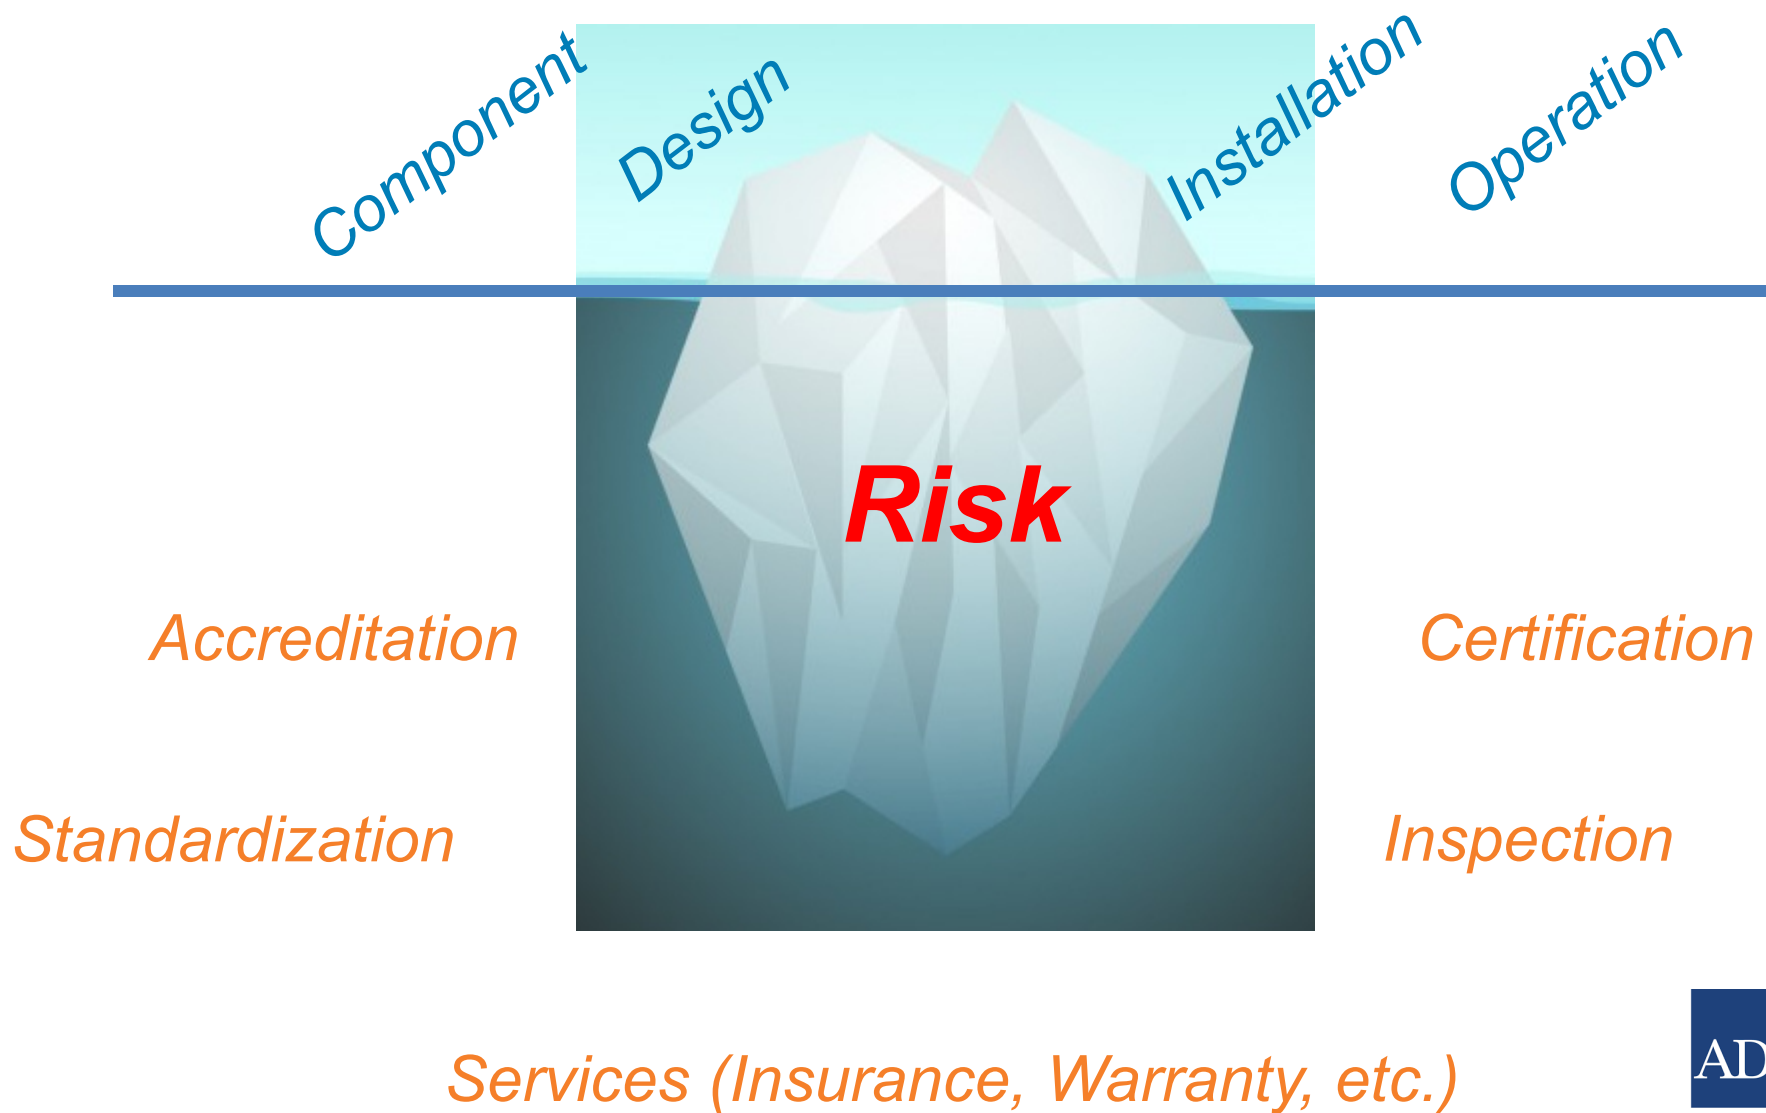 Component
Design
Installation
Operation
Risk
Accreditation
Certification
Standardization
Inspection
Services (Insurance, Warranty, etc.)
AD